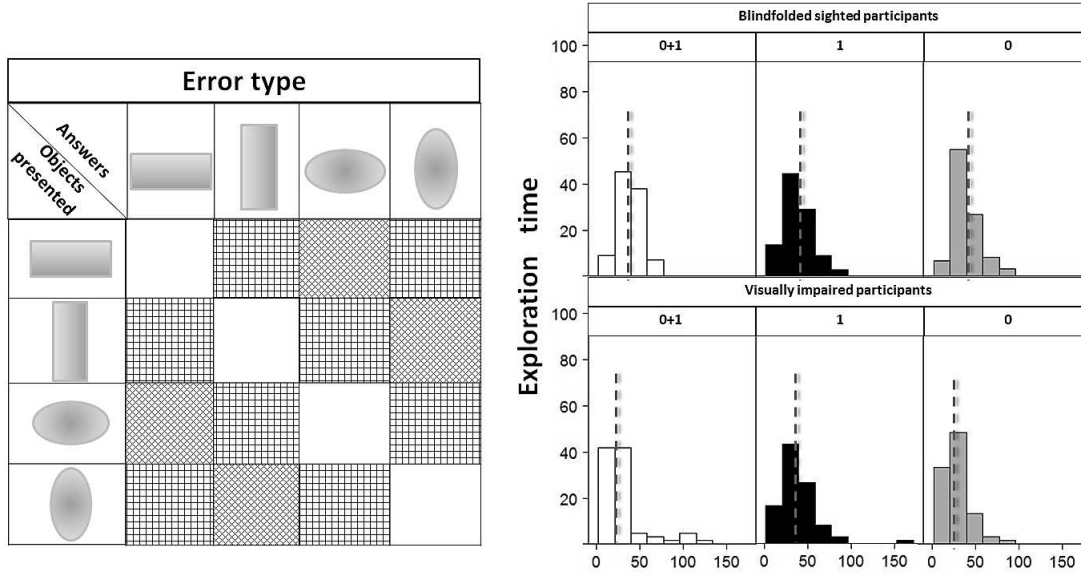 Error type
Answers
Objects
presented
Exploration time
Blindfolded sighted participants
0+1 1 0
100
80
60
40
20
Visually impaired participants
0+1 1 0
100
80
60
40
20
0 50 100 150 0 50 100 150 0 50 100 150